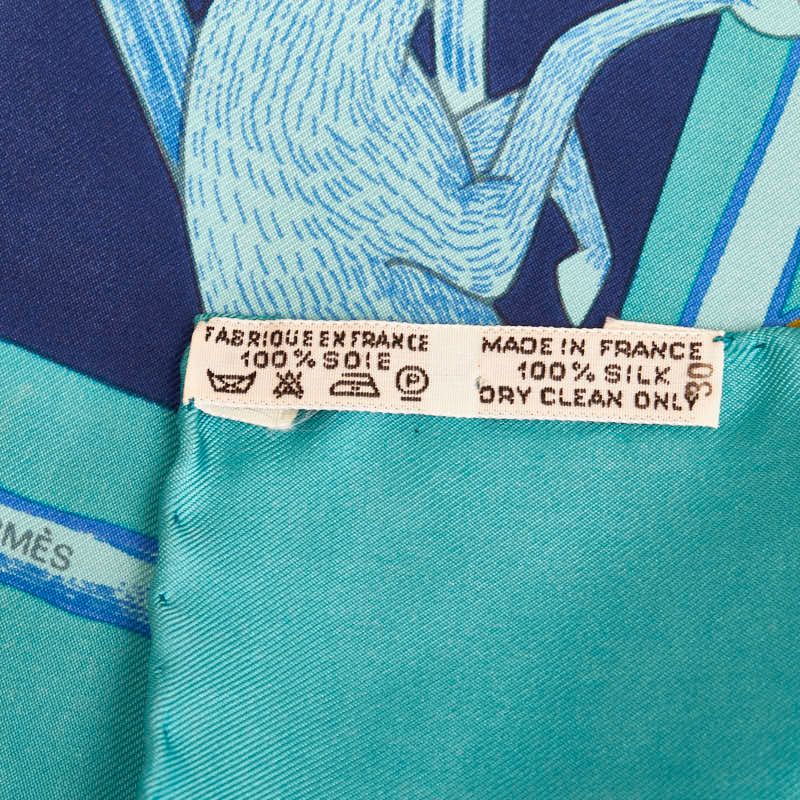 FABRIQUE EN FRANCE
100% SOIE
P
MADE IN FRANCE
100% SILK
DRY CLEAN ONLY
30
MÈS